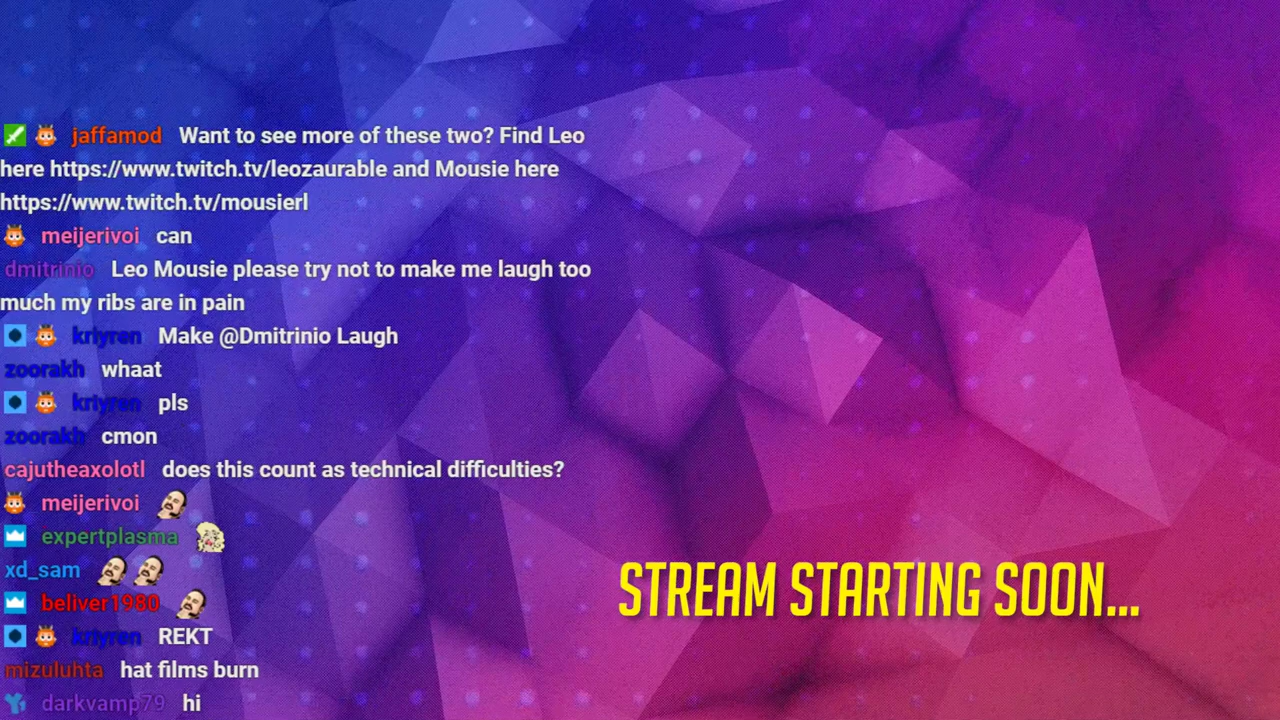 jaffamod Want to see more of these two? Find Leo
here https://www.twitch.tv/leozaurable and Mousie here
https://www.twitch.tv/mousierl
meijerivoi can
dmitrinio Leo Mousie please try not to make me laugh too
much my ribs are in pain
kriyren Make @Dmitrinio Laugh
zoorakh whaat
kriyren pls
zoorakh cmon
cajutheaxolotl does this count as technical difficulties?
meijerivoi
expertplasma
xd_sam
STREAM STARTING SOON...
beliver1980
kriyren REKT
mizuluhta hat films burn
darkvamp79 hi